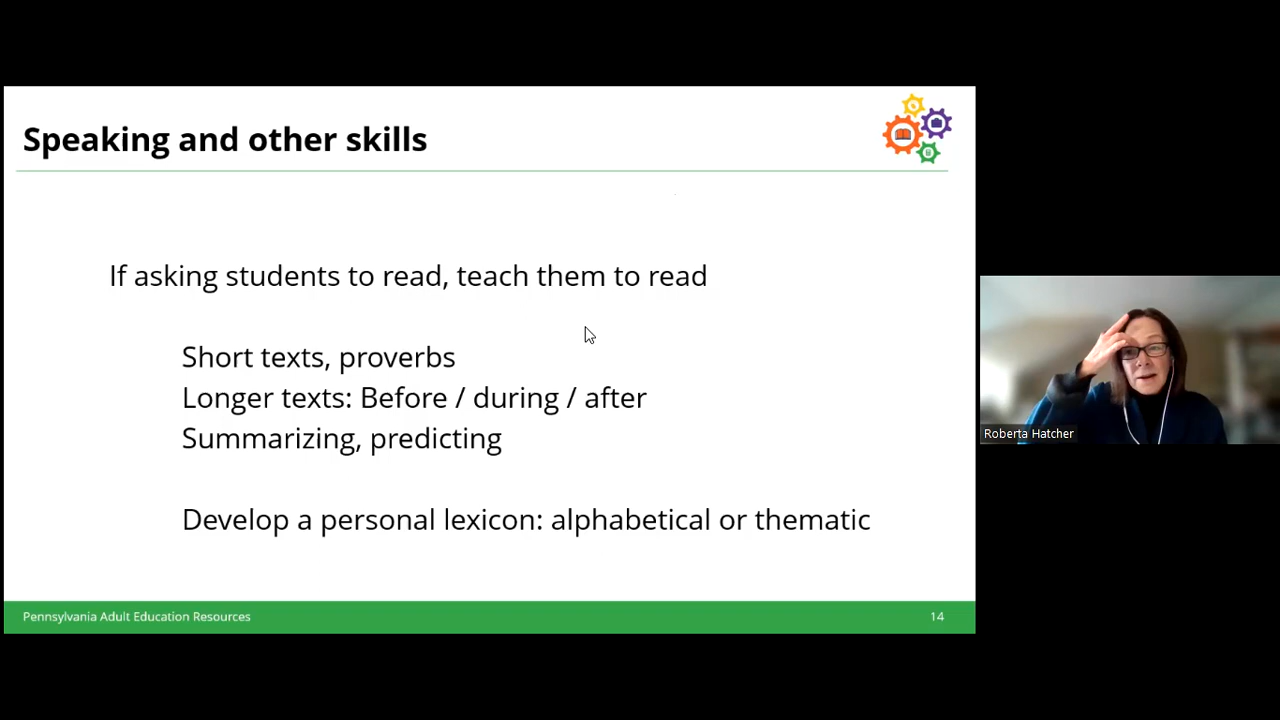 Speaking and other skills
If asking students to read, teach them to read
Short texts, proverbs
Longer texts: Before / during / after
Summarizing, predicting
Develop a personal lexicon: alphabetical or thematic
Pennsylvania Adult Education Resources
14
Roberta Hatcher